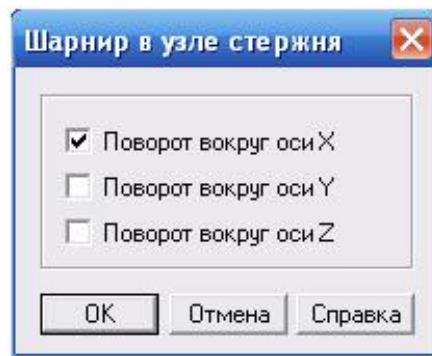 Шарнир в узле стержня
Поворот вокруг оси X
Поворот вокруг оси Y
Поворот вокруг оси Z
OK Отмена Справка